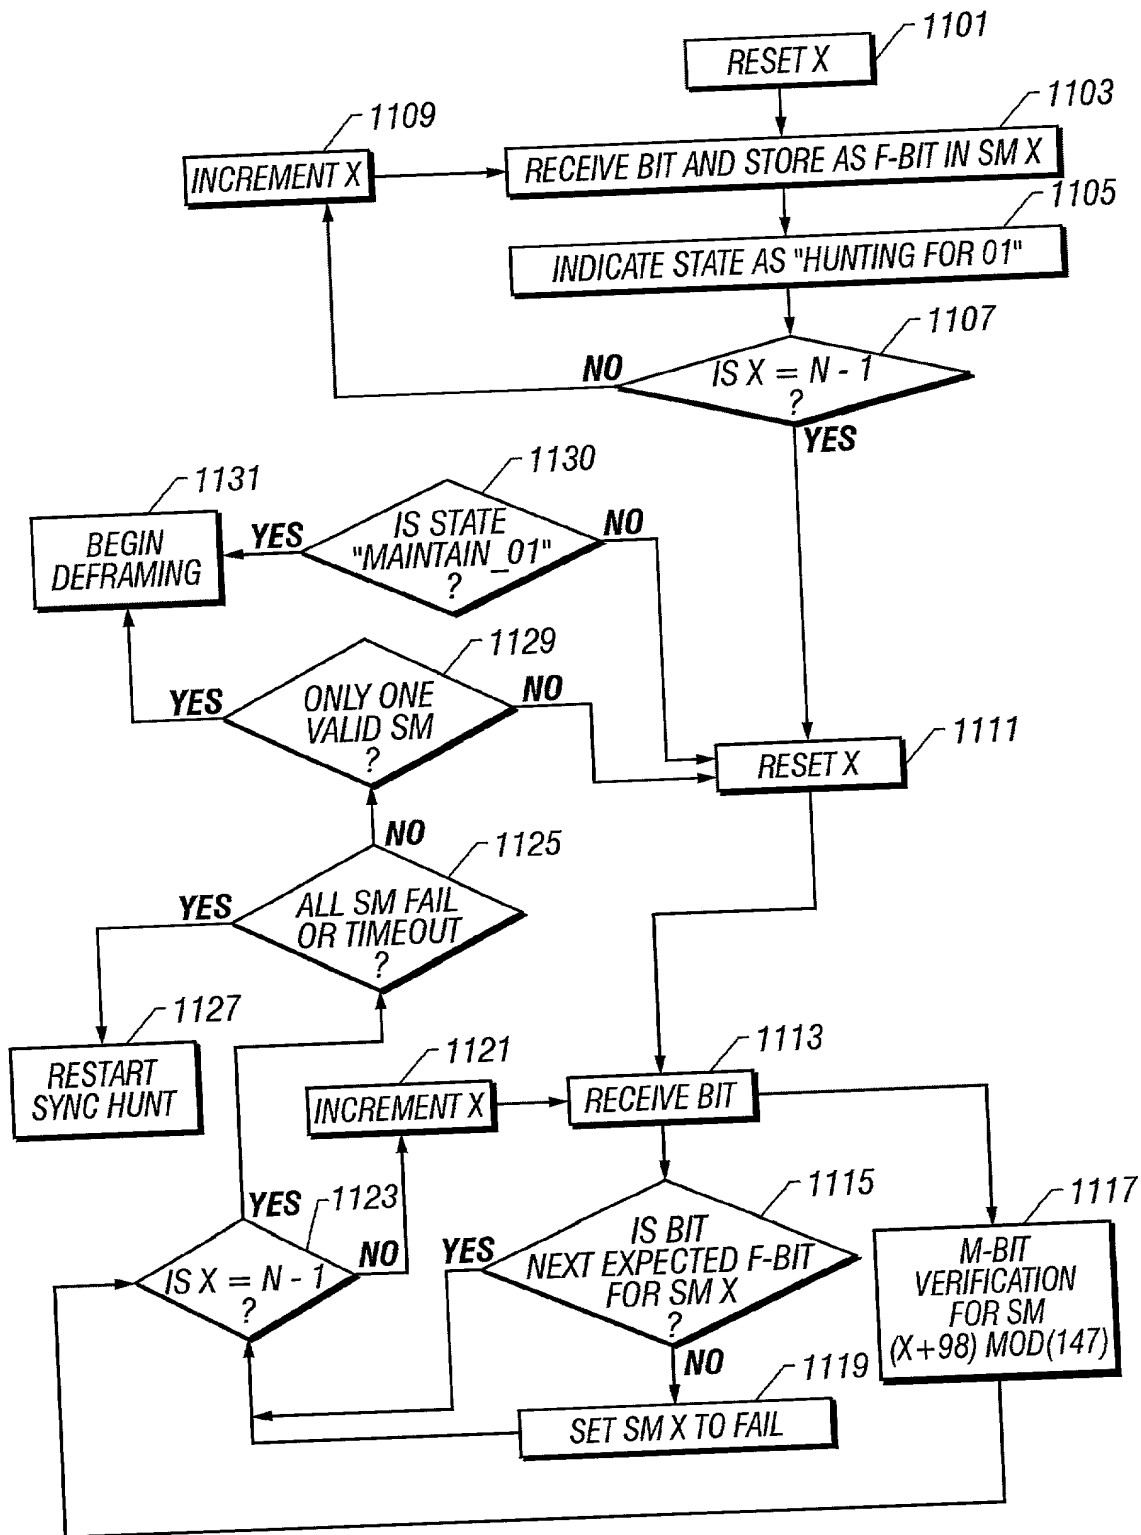 1101
RESET X
1103
1109
INCREMENT X
RECEIVE BIT AND STORE AS F-BIT IN SM X
1105
INDICATE STATE AS "HUNTING FOR 01"
1107
NO
IS X = N - 1
?
YES
1130
1131
YES
IS STATE
"MAINTAIN_01"
?
NO
BEGIN
DEFRAMING
1129
YES
ONLY ONE
VALID SM
?
NO
1111
RESET X
NO
1125
YES
ALL SM FAIL
OR TIMEOUT
?
1127
RESTART
SYNC HUNT
1121
INCREMENT X
1113
RECEIVE BIT
YES
1123
IS X = N - 1
?
NO
1115
YES
IS BIT
NEXT EXPECTED F-BIT
FOR SM X
?
NO
1117
M-BIT
VERIFICATION
FOR SM
(X+98) MOD(147)
1119
SET SM X TO FAIL